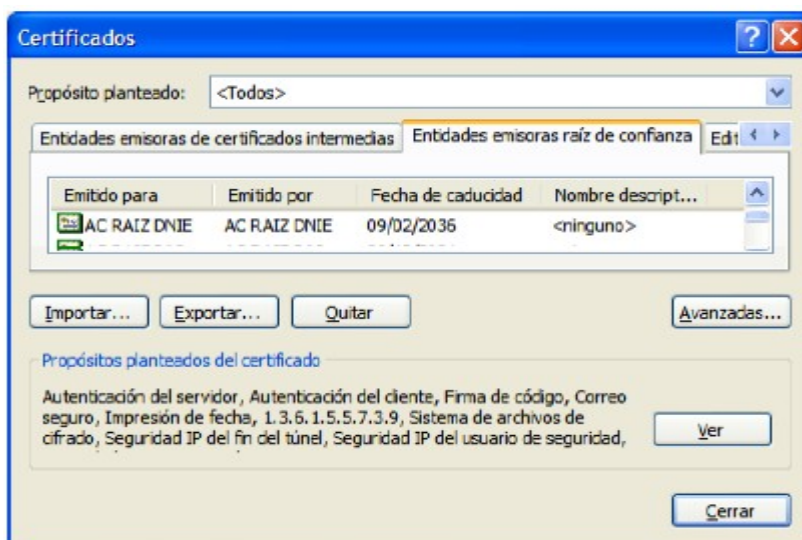 Certificados
Propósito planteado: <Todos>
Entidades emisoras de certificados intermedias Entidades emisoras raíz de confianza Edit
Emitido para Emitido por Fecha de caducidad Nombre descript...
AC RAIZ DNIE AC RAIZ DNIE 09/02/2036 <ninguno>
Importar... Exportar... Quitar Avanzadas...
Propósitos planteados del certificado
Autenticación del servidor, Autenticación del cliente, Firma de código, Correo
seguro, Impresión de fecha, 1.3.6.1.5.5.7.3.9, Sistema de archivos de
cifrado, Seguridad IP del fin del túnel, Seguridad IP del usuario de seguridad,
Ver
Cerrar